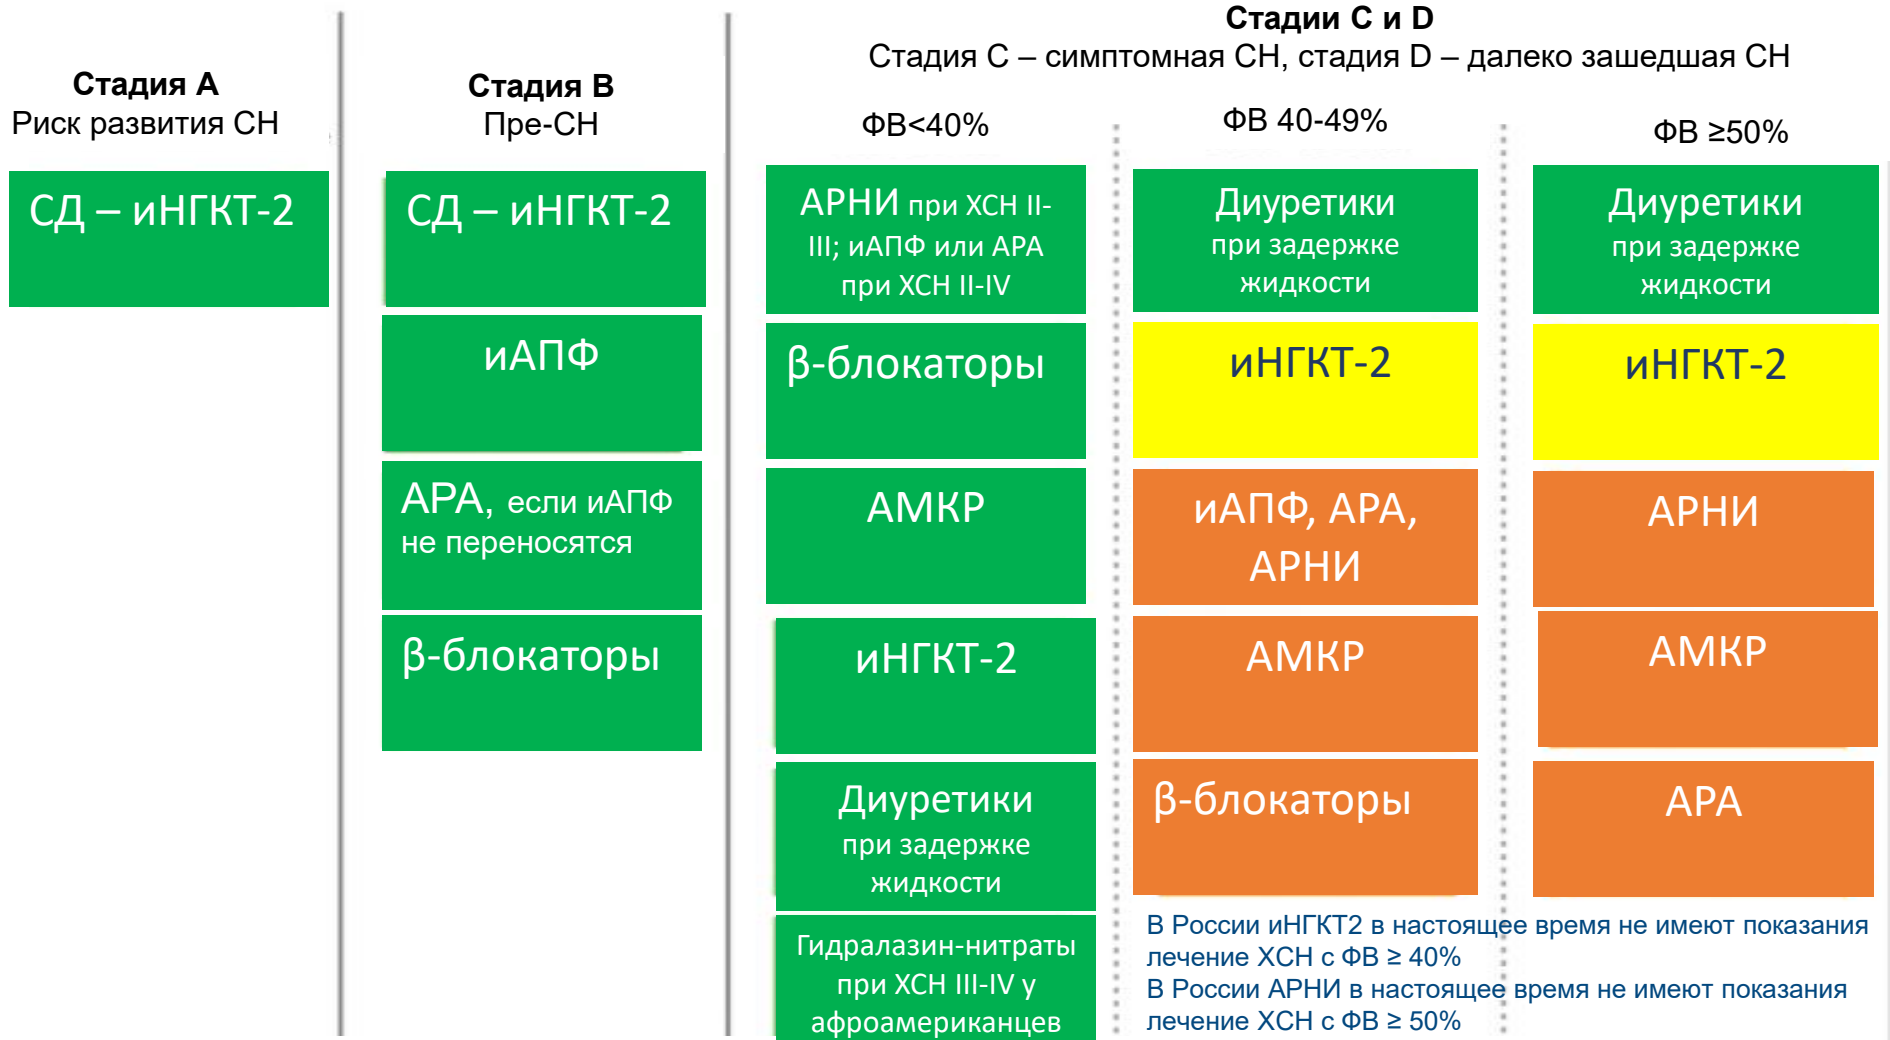 Стадия А
Риск развития СН
СД – иНГКТ-2
Стадия В
Пре-СН
СД – иНГКТ-2
иАПФ
АРА, если иАПФ
не переносятся
β-блокаторы
Стадии С и D
Стадия С – симптомная СН, стадия D – далеко зашедшая СН
ФВ<40%
АРНИ при ХСН II-
III; иАПФ или АРА
при ХСН II-IV
β-блокаторы
АМКР
иНГКТ-2
Диуретики
при задержке
жидкости
Гидралазин-нитраты
при ХСН III-IV у
афроамериканцев
ФВ 40-49%
Диуретики
при задержке
жидкости
иНГКТ-2
иАПФ, АРА,
АРНИ
АМКР
β-блокаторы
ФВ ≥50%
Диуретики
при задержке
жидкости
иНГКТ-2
АРНИ
АМКР
АРА
В России иНГКТ2 в настоящее время не имеют показания
лечение ХСН с ФВ ≥ 40%
В России АРНИ в настоящее время не имеют показания
лечение ХСН с ФВ ≥ 50%